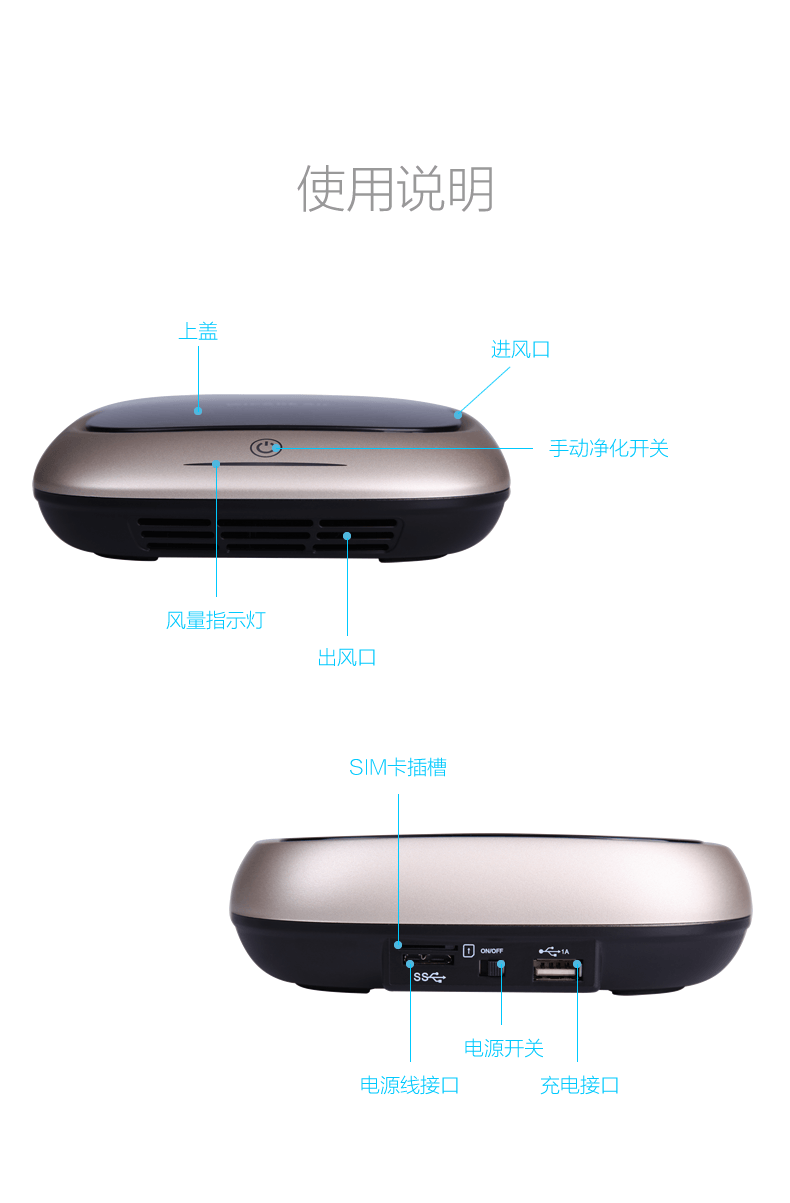 使用说明
上盖
进风口
手动净化开关
风量指示灯
出风口
SIM卡插槽
ON/OFF
1A
SS
电源开关
电源线接口
充电接口